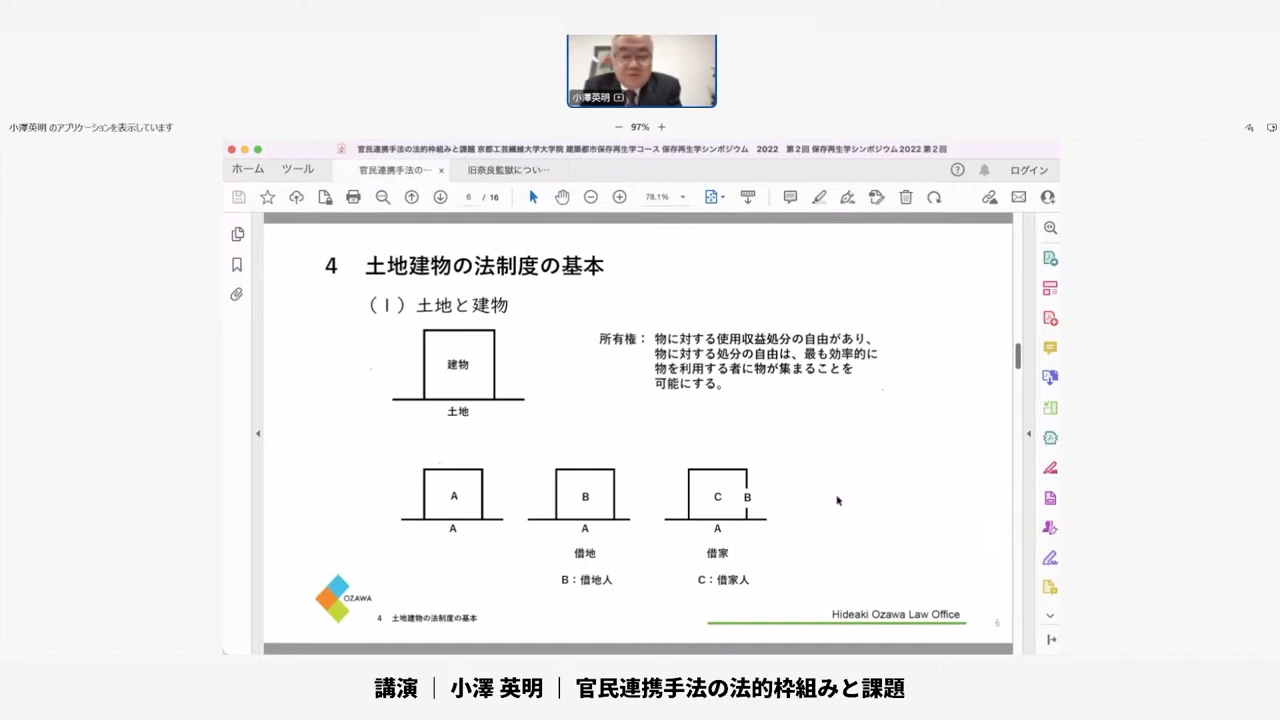 小澤英明
小澤英明 のアプリケーションを表示しています
97%
官民連携手法の法的枠組みと課題 京都工芸繊維大学大学院 建築都市保存再生学コース 保存再生学シンポジウム 2022 第２回 保存再生学シンポジウム2022 第２回
ホーム ツール 官民連携手法の… × 旧奈良監獄につい… ログイン
6 / 16 78.1%
4 土地建物の法制度の基本
（１）土地と建物
建物
土地
所有権： 物に対する使用収益処分の自由があり、
物に対する処分の自由は、最も効率的に
物を利用する者に物が集まることを
可能にする。
A B C B
A A A
借地 借家
B：借地人 C：借家人
OZAWA
4 土地建物の法制度の基本
Hideaki Ozawa Law Office
6
講演 ｜ 小澤 英明 ｜ 官民連携手法の法的枠組みと課題